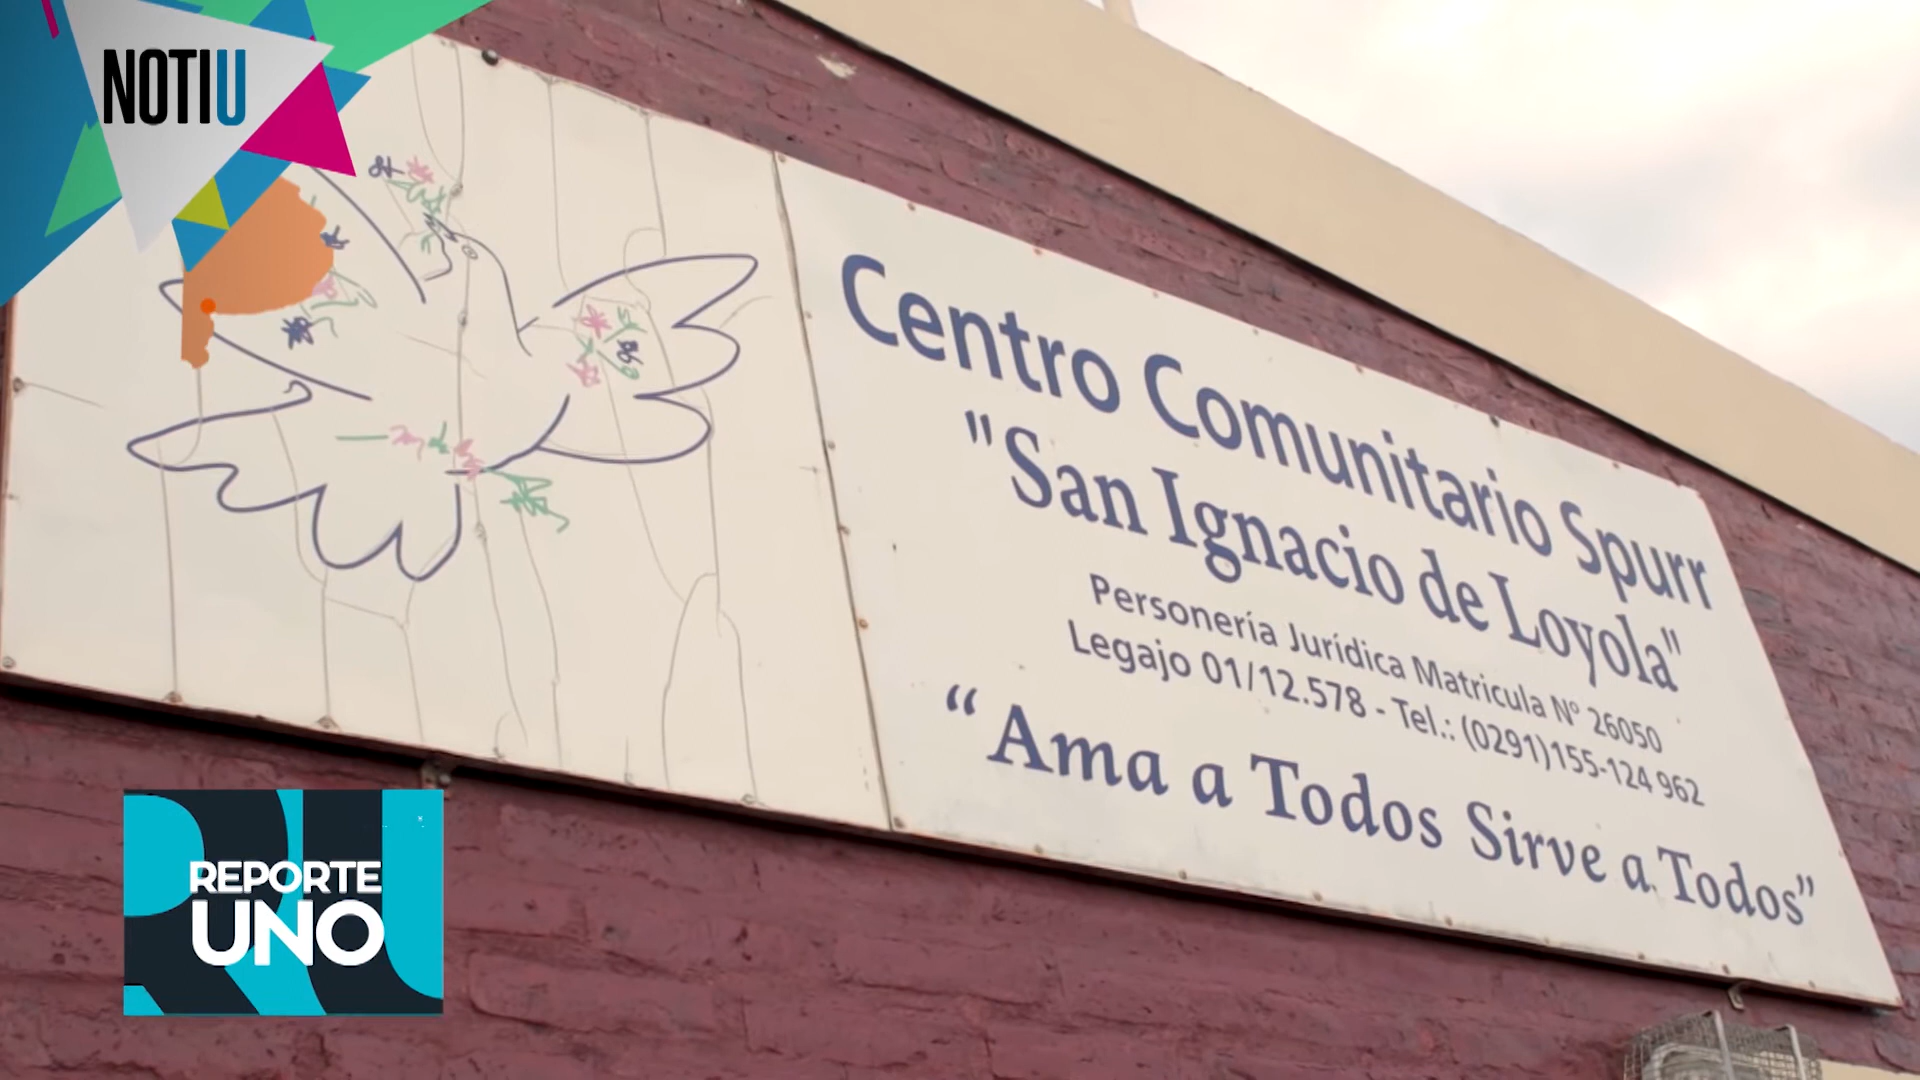 NOTIU
Centro Comunitario Spurr
"San Ignacio de Loyola"
Personería Jurídica Matricula Nº 26050
Legajo 01/12.578 - Tel.: (0291)155-124 962
“Ama a Todos Sirve a Todos”
REPORTE
UNO